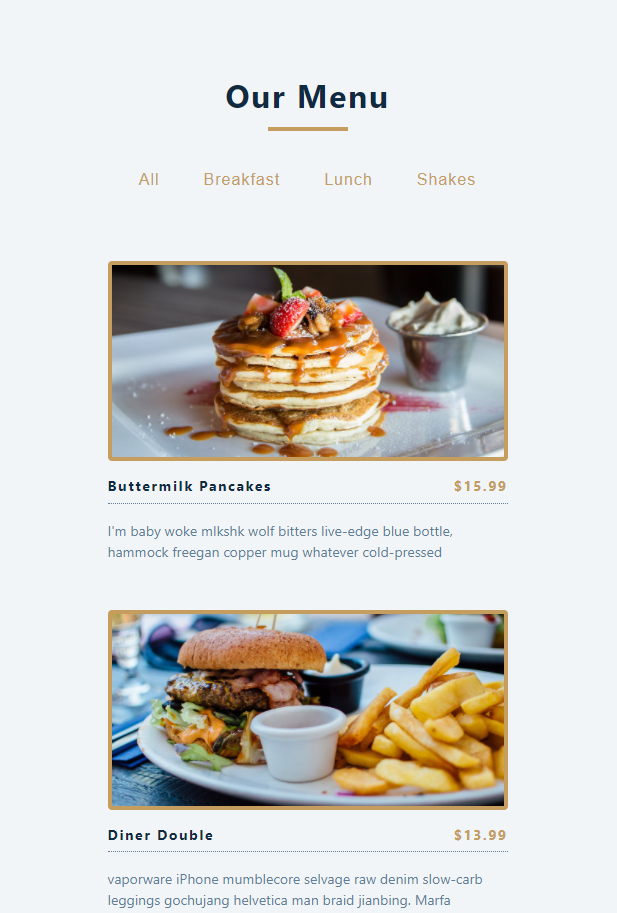 Our Menu
All Breakfast Lunch Shakes
Buttermilk Pancakes $15.99
I'm baby woke mlkshk wolf bitters live-edge blue bottle,
hammock freegan copper mug whatever cold-pressed
Diner Double $13.99
vaporware iPhone mumblecore selvage raw denim slow-carb
leggings gochujang helvetica man braid jianbing. Marfa